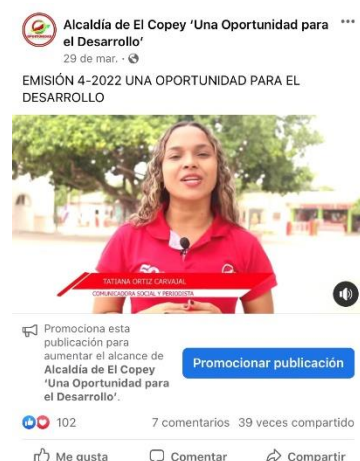 Alcaldía de El Copey 'Una Oportunidad para
el Desarrollo'
29 de mar. ·
EMISIÓN 4-2022 UNA OPORTUNIDAD PARA EL
DESARROLLO
TATIANA ORTIZ CARVAJAL
COMUNICADORA SOCIAL Y PERIODISTA
Promociona esta
publicación para
aumentar el alcance de
Alcaldía de El Copey
'Una Oportunidad para
el Desarrollo'.
Promocionar publicación
102
7 comentarios 39 veces compartido
Me gusta
Comentar
Compartir